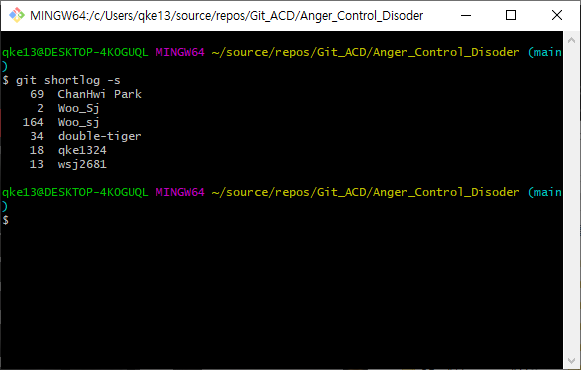 MINGW64:/c/Users/qke13/source/repos/Git_ACD/Anger_Control_Disoder
qke13@DESKTOP-4KOGUQL MINGW64 ~/source/repos/Git_ACD/Anger_Control_Disoder (main
)
$ git shortlog -s
69 ChanHwi Park
2 Woo_Sj
164 Woo_sj
34 double-tiger
18 qke1324
13 wsj2681
qke13@DESKTOP-4KOGUQL MINGW64 ~/source/repos/Git_ACD/Anger_Control_Disoder (main
)
$